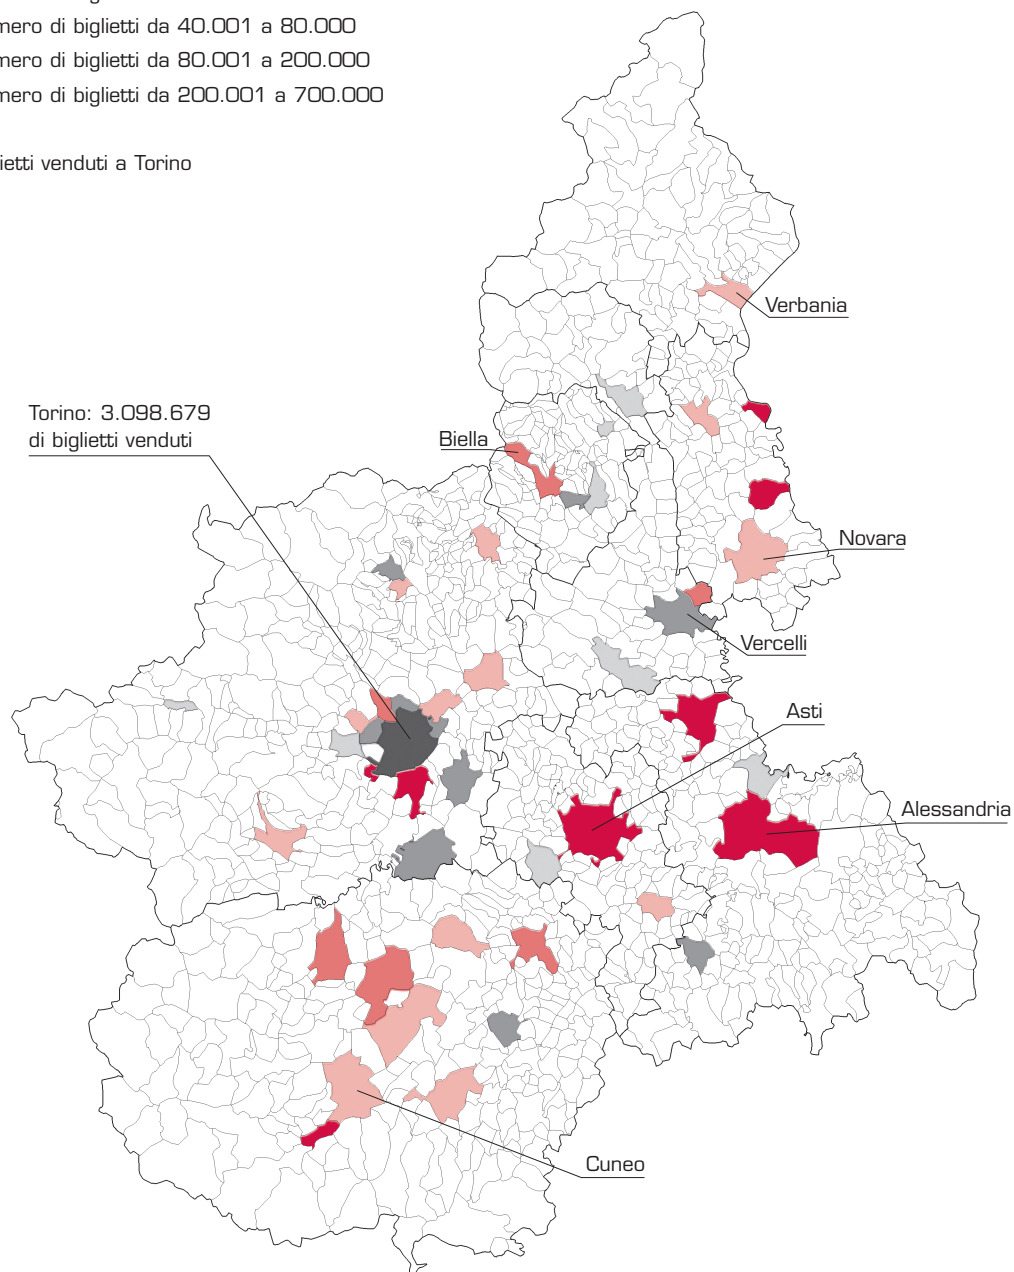 mero di biglietti da 40.001 a 80.000
mero di biglietti da 80.001 a 200.000
mero di biglietti da 200.001 a 700.000
lietti venduti a Torino
Verbania
Torino: 3.098.679
di biglietti venduti
Biella
Novara
Vercelli
Asti
Alessandria
Cuneo